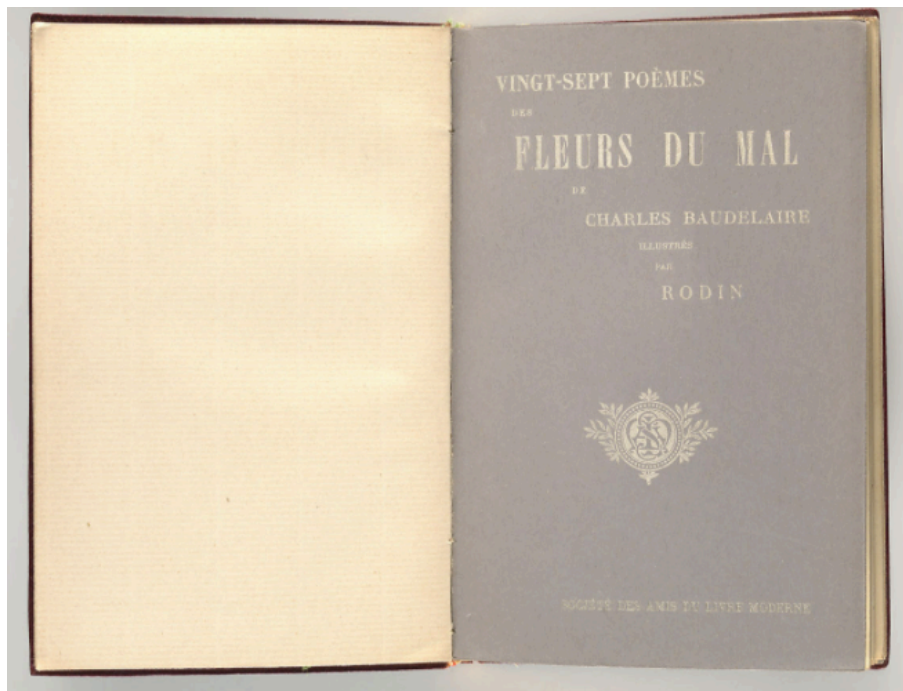 VINGT-SEPT POÈMES
DES
FLEURS DU MAL
DE
CHARLES BAUDELAIRE
ILLUSTRÉS
PAR
RODIN
SOCIÉTÉ DES AMIS DU LIVRE MODERNE